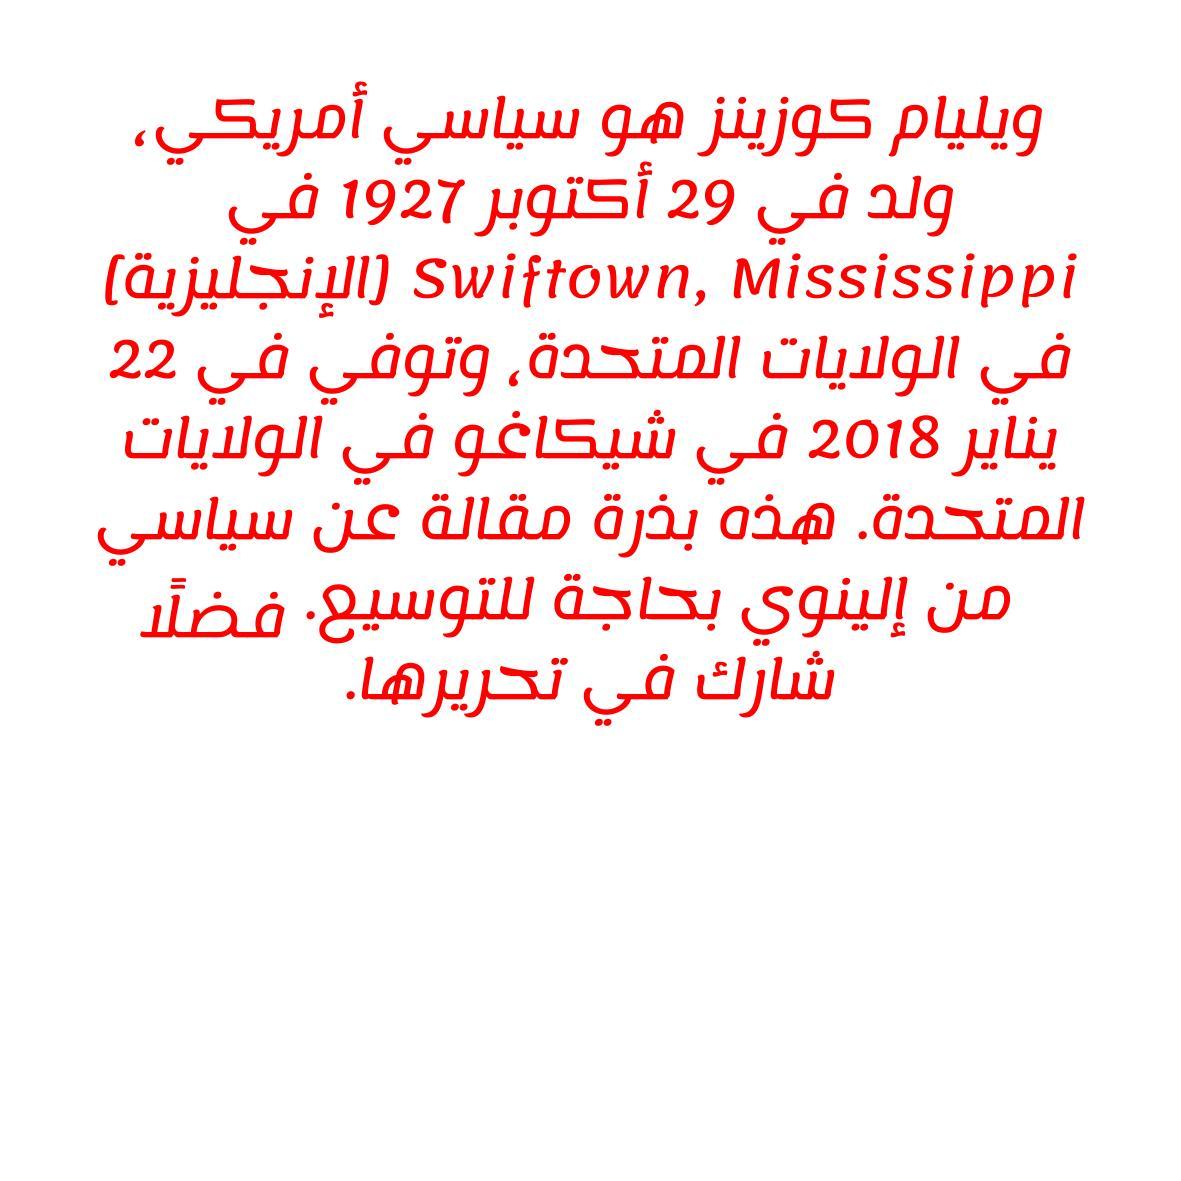 ويليام كوزينز هو سياسي أمريكي،
ولد في 29 أكتوبر 1927 في
Swiftown, Mississippi (الإنجليزية)
في الولايات المتحدة، وتوفي في 22
يناير 2018 في شيكاغو في الولايات
المتحدة. هذه بذرة مقالة عن سياسي
من إلينوي بحاجة للتوسيع. فضلًا
شارك في تحريرها.